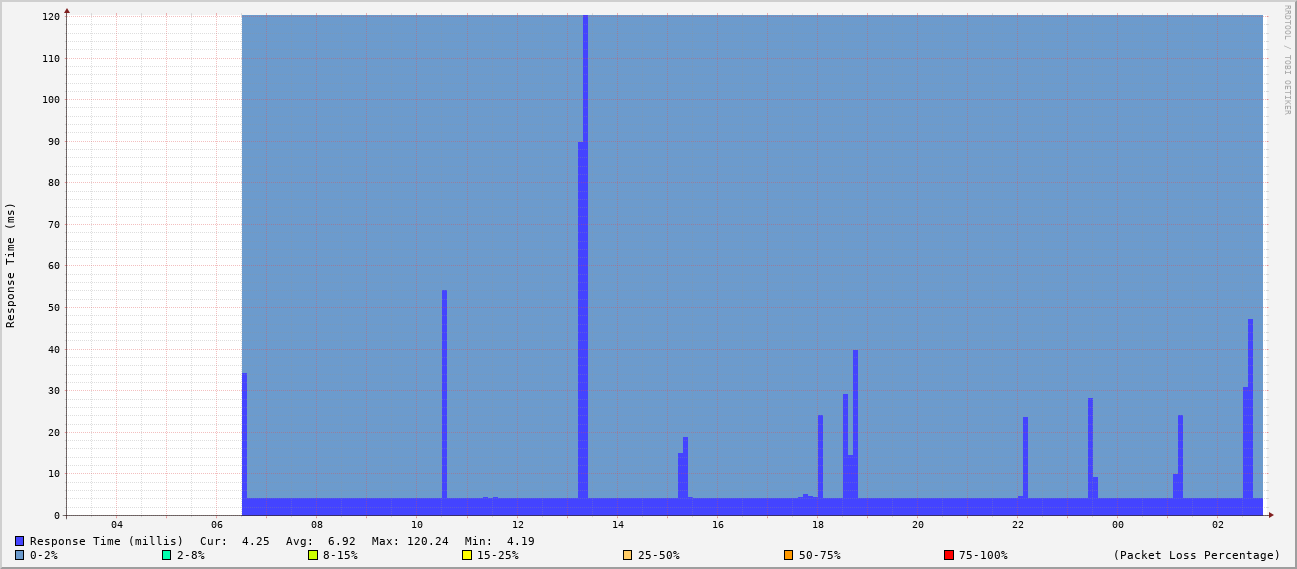 RRDTOOL / TOBI OETIKER
Response Time (ms)
120
110
100
90
80
70
60
50
40
30
20
10
0
04 06 08 10 12 14 16 18 20 22 00 02
Response Time (millis) Cur: 4.25 Avg: 6.92 Max: 120.24 Min: 4.19
0-2% 2-8% 8-15% 15-25% 25-50% 50-75% 75-100% (Packet Loss Percentage)